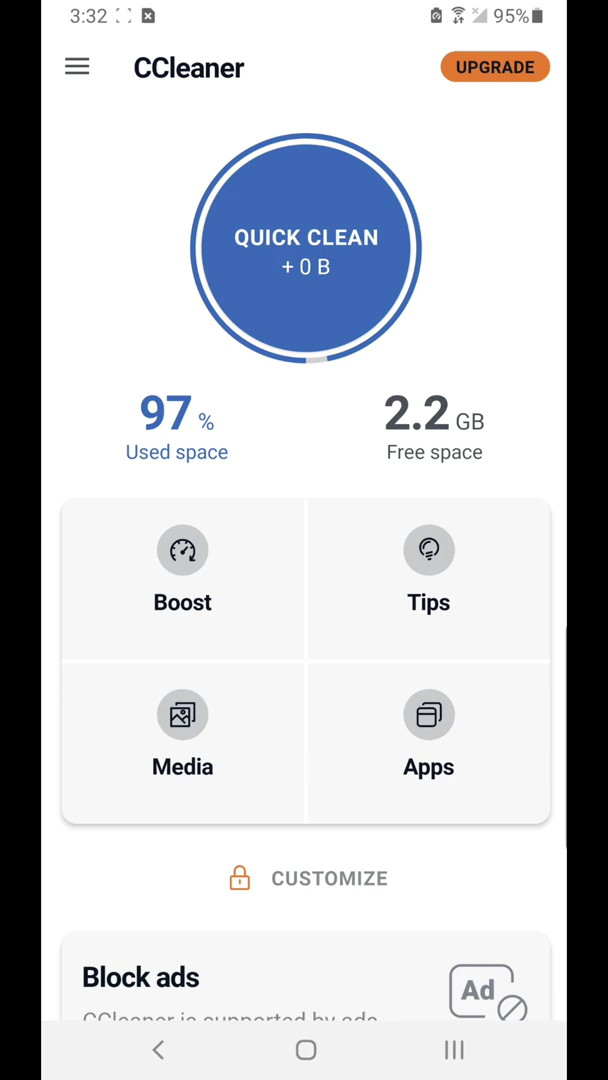 3:32 95%
CCleaner UPGRADE
QUICK CLEAN
+ 0 B
97 % 2.2 GB
Used space Free space
Boost Tips
Media Apps
CUSTOMIZE
Block ads
Ad
CCleaner is supported by ads